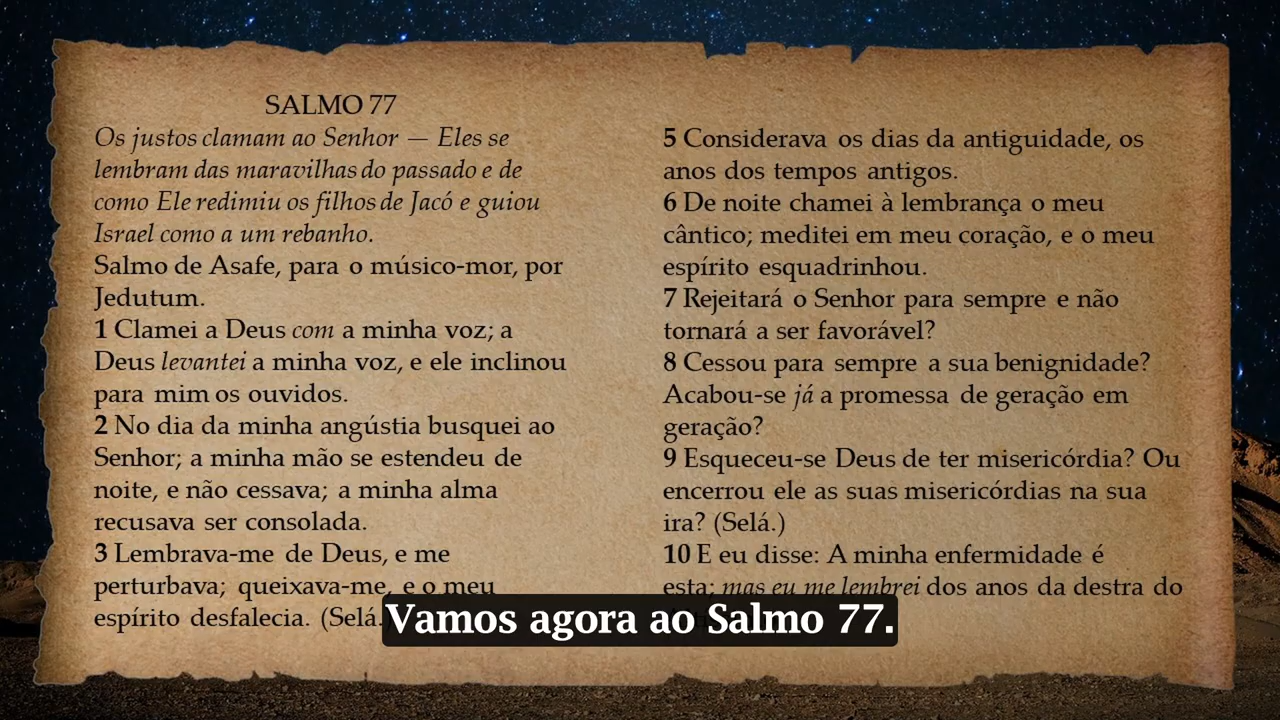 SALMO 77
Os justos clamam ao Senhor — Eles se
lembram das maravilhas do passado e de
como Ele redimiu os filhos de Jacó e guiou
Israel como a um rebanho.
Salmo de Asafe, para o músico-mor, por
Jedutum.
1 Clamei a Deus com a minha voz; a
Deus levantei a minha voz, e ele inclinou
para mim os ouvidos.
2 No dia da minha angústia busquei ao
Senhor; a minha mão se estendeu de
noite, e não cessava; a minha alma
recusava ser consolada.
3 Lembrava-me de Deus, e me
perturbava; queixava-me, e o meu
espírito desfalecia. (Selá.
5 Considerava os dias da antiguidade, os
anos dos tempos antigos.
6 De noite chamei à lembrança o meu
cântico; meditei em meu coração, e o meu
espírito esquadrinhou.
7 Rejeitará o Senhor para sempre e não
tornará a ser favorável?
8 Cessou para sempre a sua benignidade?
Acabou-se já a promessa de geração em
geração?
9 Esqueceu-se Deus de ter misericórdia? Ou
encerrou ele as suas misericórdias na sua
ira? (Selá.)
10 E eu disse: A minha enfermidade é
esta; mas eu me lembrei dos anos da destra do
Vamos agora ao Salmo 77.